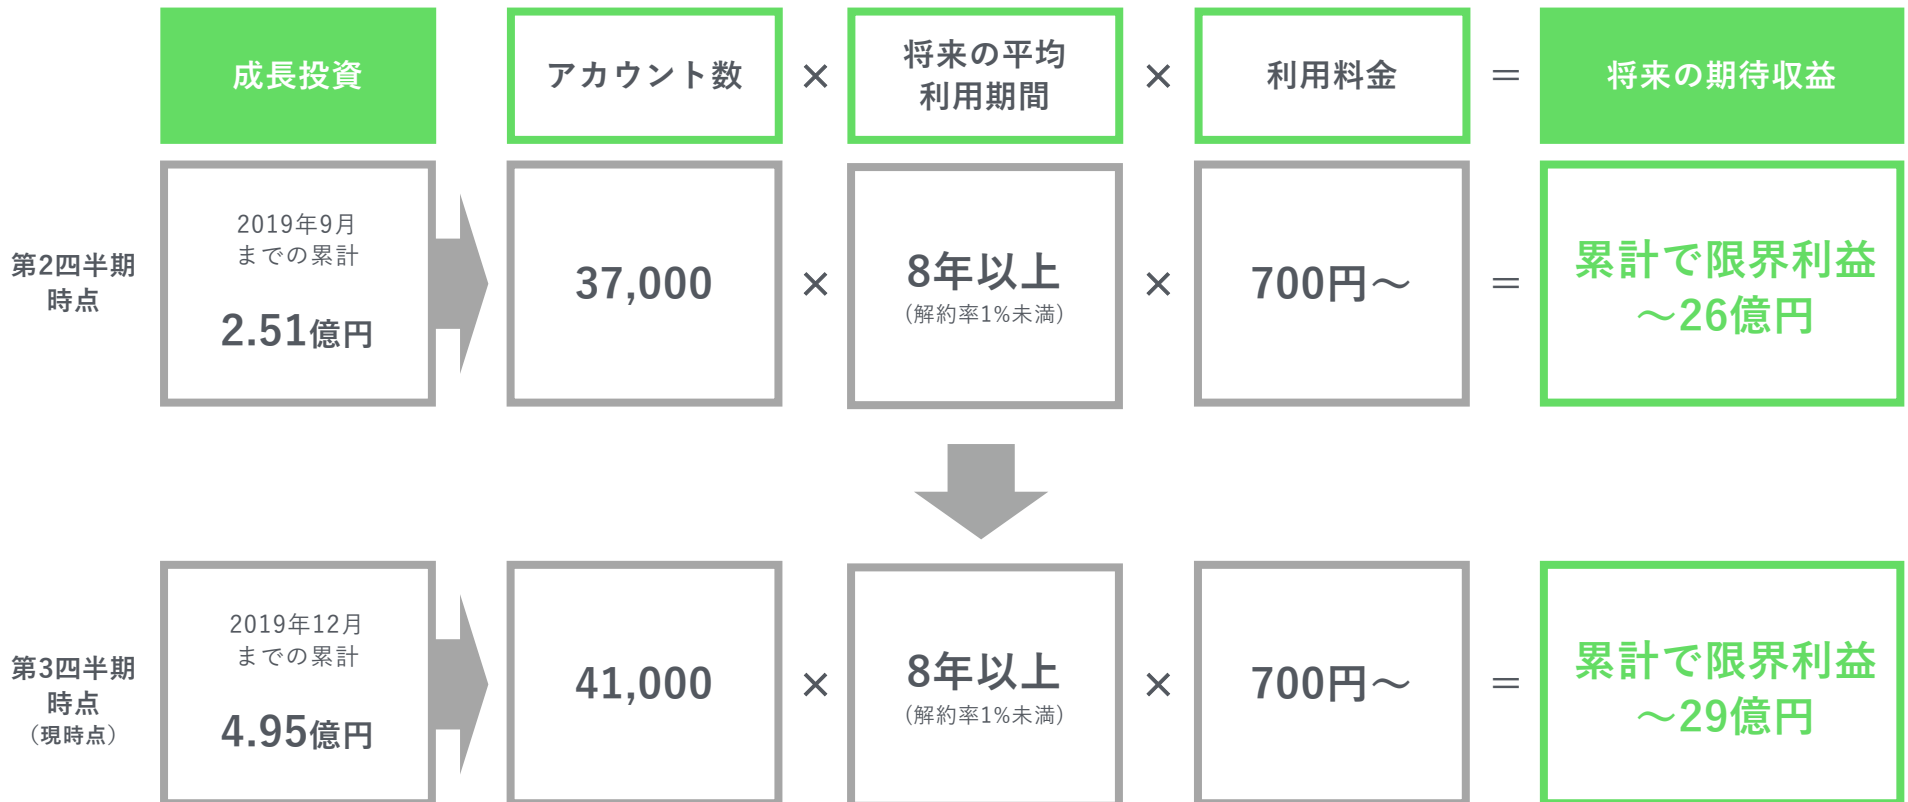 成長投資
アカウント数
×
将来の平均
利用期間
×
利用料金
=
将来の期待収益
第2四半期
時点
2019年9月
までの累計
2.51億円
37,000
×
8年以上
(解約率1%未満)
×
700円～
=
累計で限界利益
～26億円
第3四半期
時点
(現時点)
2019年12月
までの累計
4.95億円
41,000
×
8年以上
(解約率1%未満)
×
700円～
=
累計で限界利益
～29億円